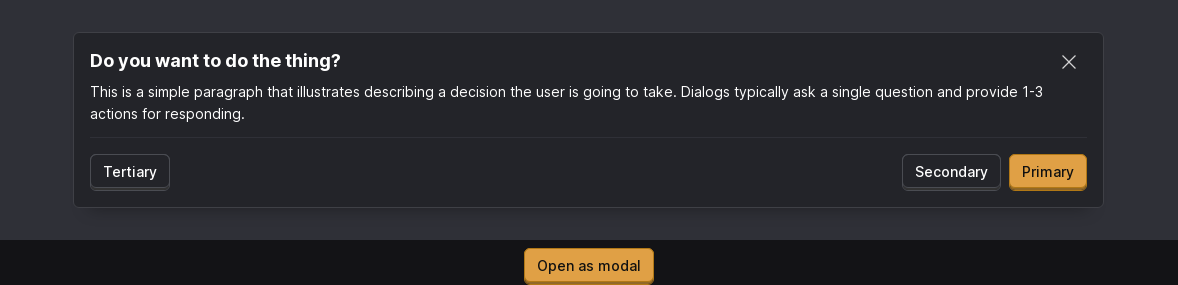 Do you want to do the thing?
This is a simple paragraph that illustrates describing a decision the user is going to take. Dialogs typically ask a single question and provide 1-3
actions for responding.
Tertiary
Secondary
Primary
Open as modal